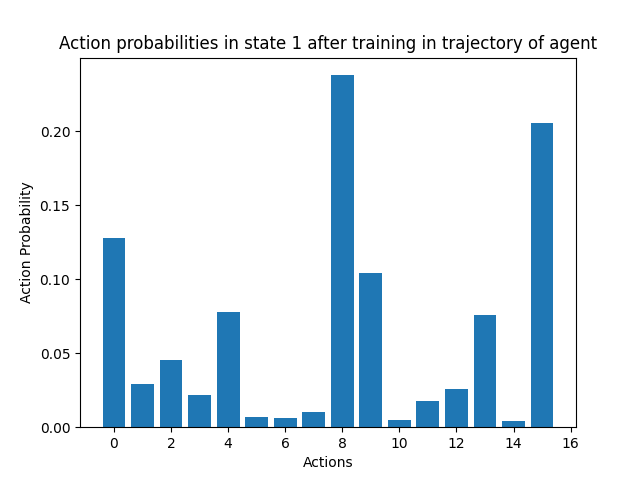 Action probabilities in state 1 after training in trajectory of agent
0.20
0.15
0.10
0.05
0.00
Action Probability
0 2 4 6 8 10 12 14 16
Actions